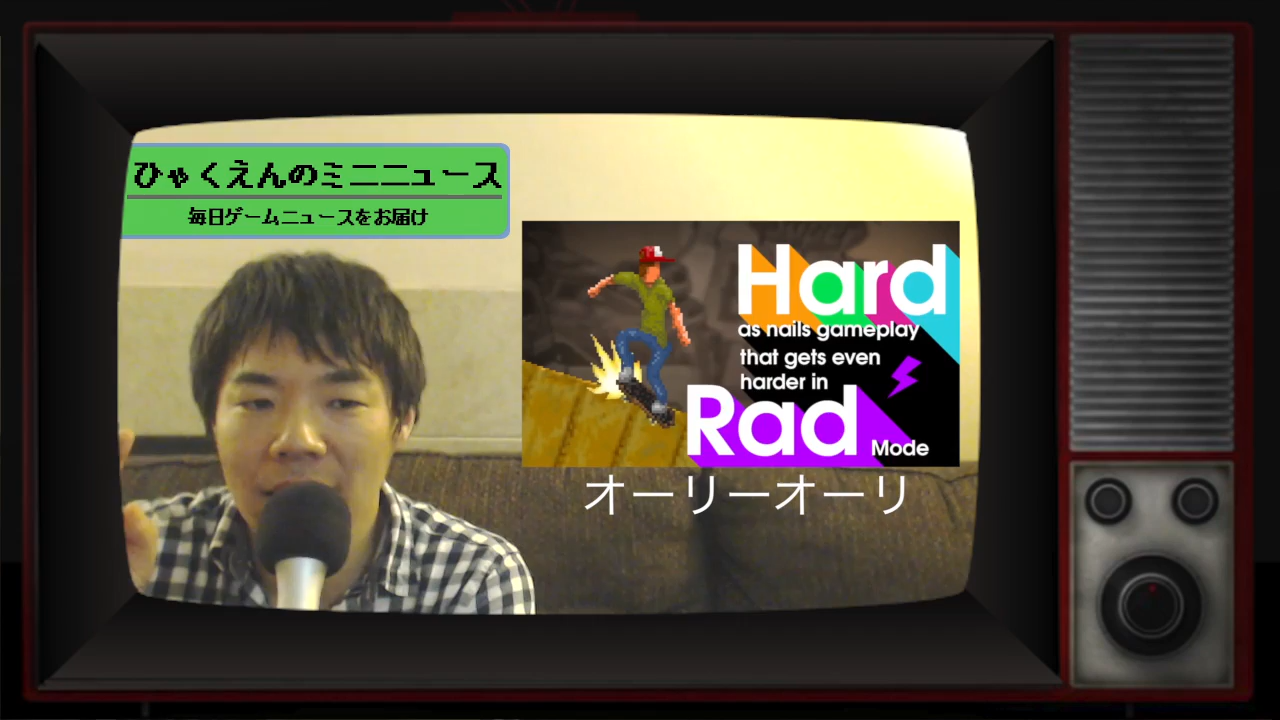 ひゃくえんのミニニュース
毎日ゲームニュースをお届け
Hard
as nails gameplay
that gets even
harder in
Rad Mode
オーリーオーリ